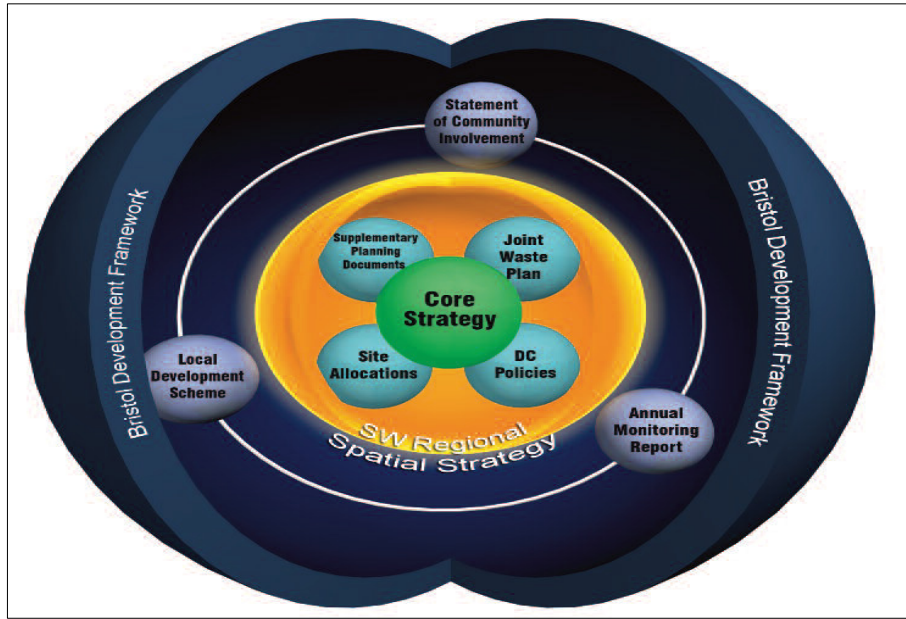 Statement
of Community
Involvement
Bristol Development Framework
Bristol Development Framework
Supplementary
Planning
Documents
Joint
Waste
Plan
Core
Strategy
Site
Allocations
DC
Policies
Local
Development
Scheme
Annual
Monitoring
Report
SW Regional
Spatial Strategy